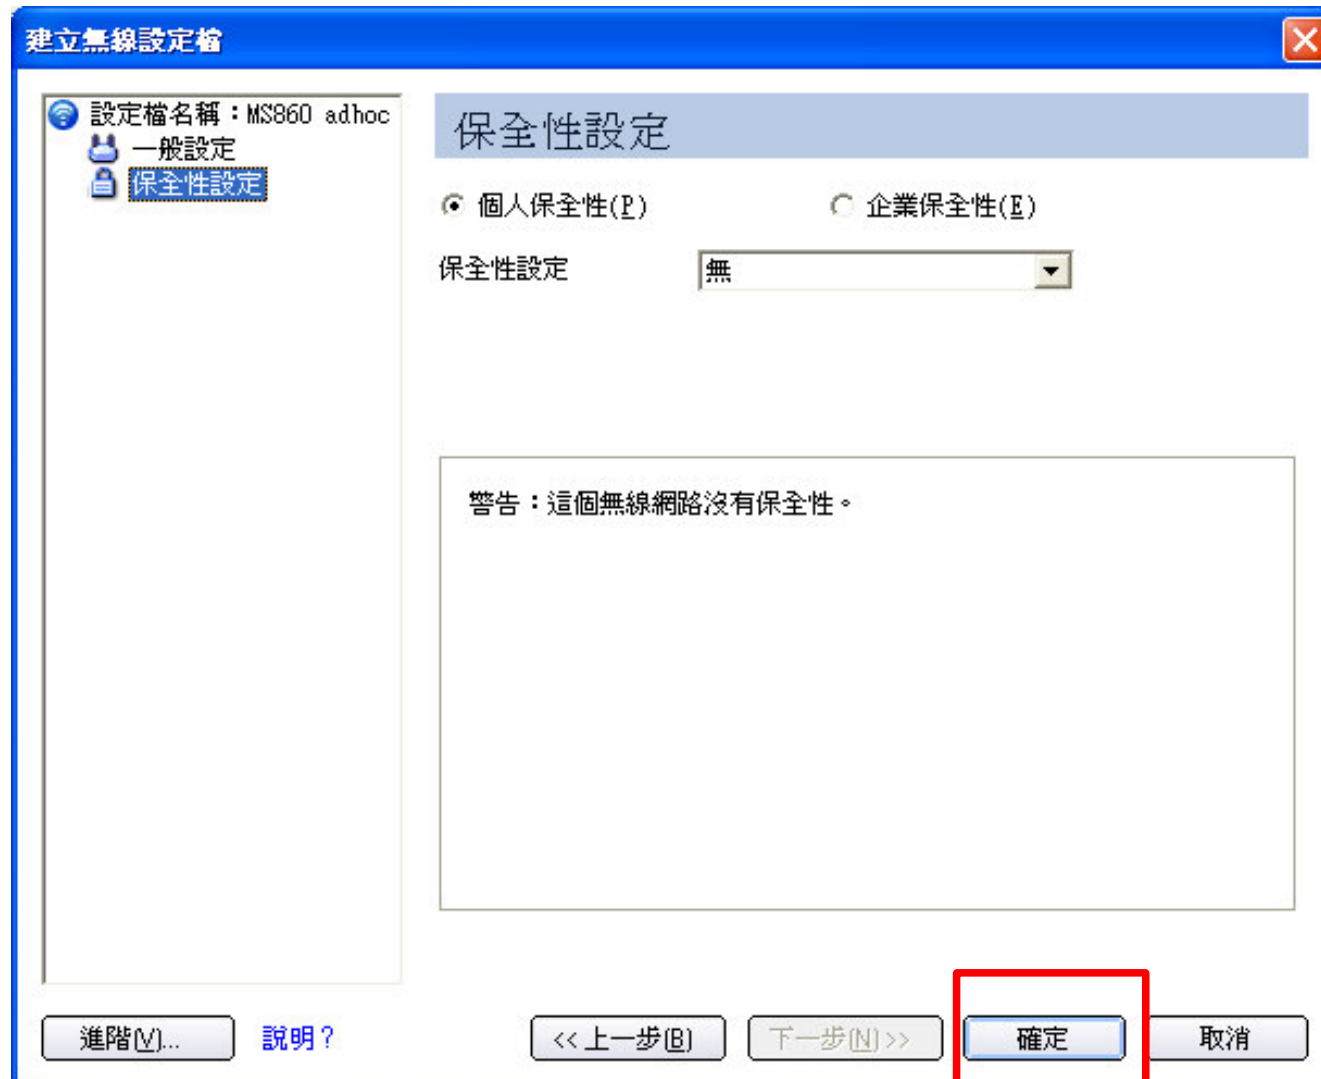 建立無線設定檔
設定檔名稱：MS860 adhoc
一般設定
保全性設定
保全性設定
個人保全性(P)
企業保全性(E)
保全性設定
無
警告：這個無線網路沒有保全性。
進階(V)...
說明？
<< 上一步(B)
下一步(N) >>
確定
取消